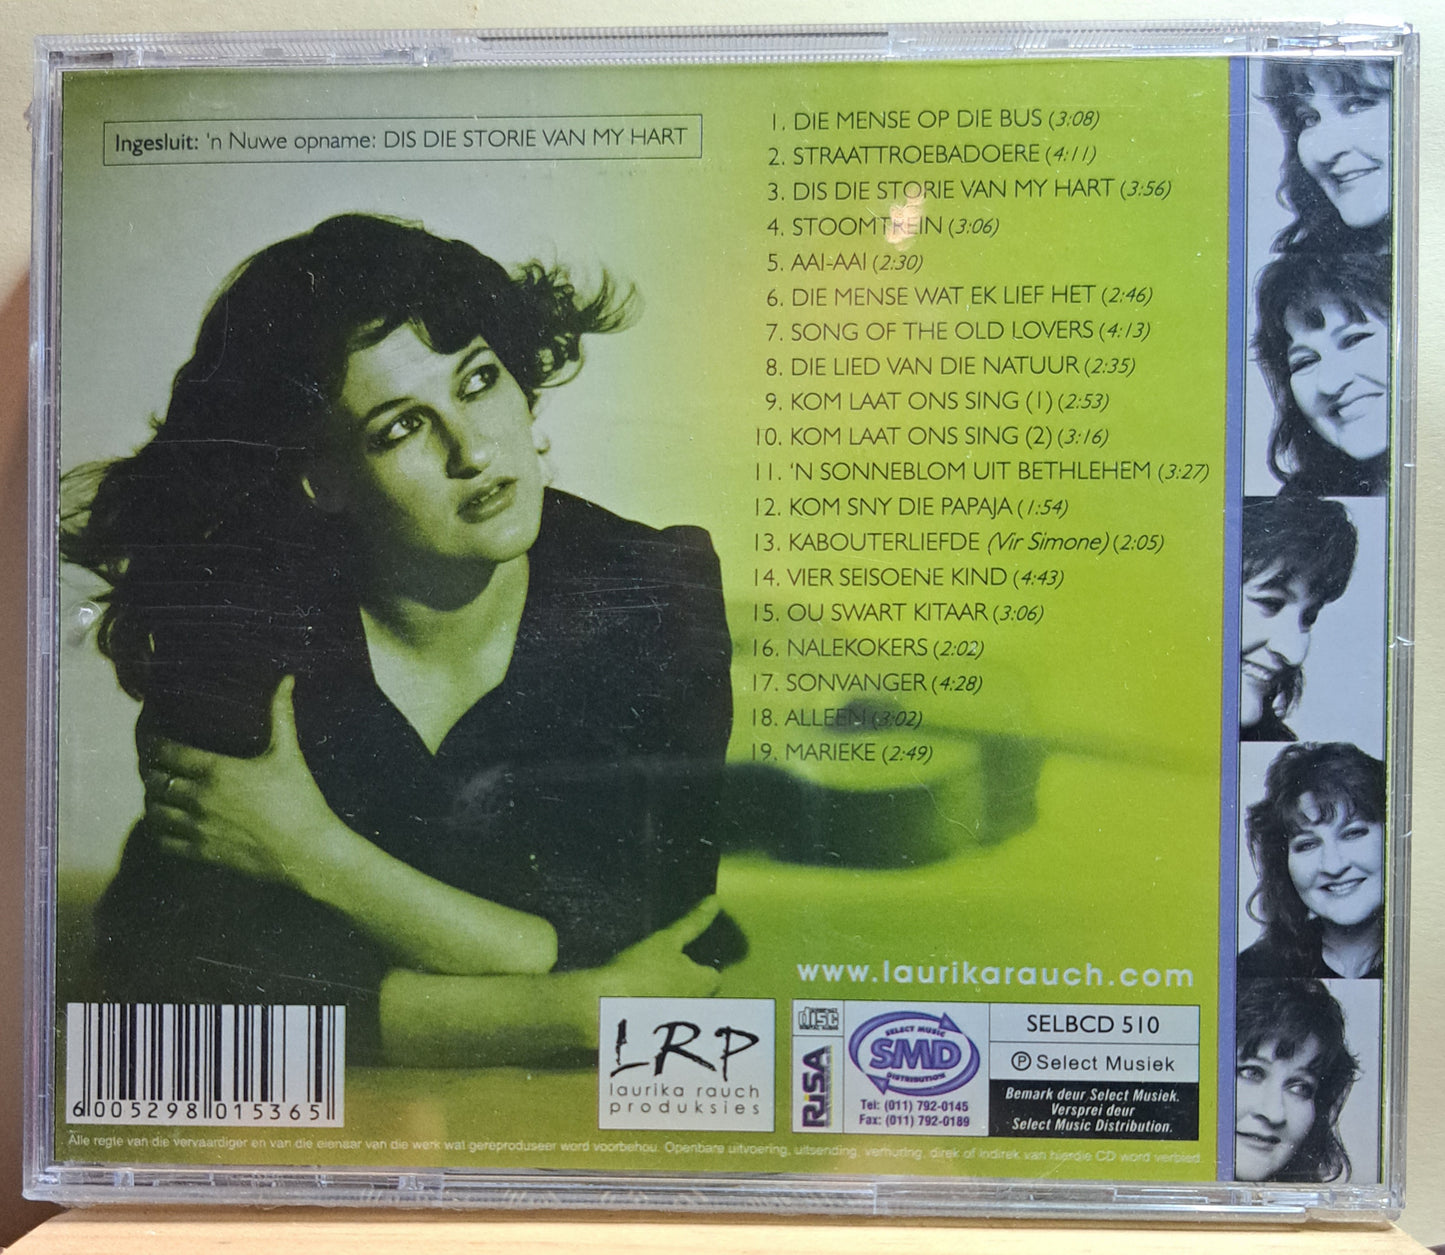 Ingesluit: 'n Nuwe opname: DIS DIE STORIE VAN MY HART
1. DIE MENSE OP DIE BUS (3:08)
2. STRAATTROEBADOERE (4:11)
3. DIS DIE STORIE VAN MY HART (3:56)
4. STOOMTREIN (3:06)
5. AAI-AAI (2:30)
6. DIE MENSE WAT EK LIEF HET (2:46)
7. SONG OF THE OLD LOVERS (4:13)
8. DIE LIED VAN DIE NATUUR (2:35)
9. KOM LAAT ONS SING (1) (2:53)
10. KOM LAAT ONS SING (2) (3:16)
11. 'N SONNEBLOM UIT BETHLEHEM (3:27)
12. KOM SNY DIE PAPAJA (1:54)
13. KABOUTERLIEFDE (Vir Simone) (2:05)
14. VIER SEISOENE KIND (4:43)
15. OU SWART KITAAR (3:06)
16. NALEKOKERS (2:02)
17. SONVANGER (4:28)
18. ALLEEN (3:02)
19. MARIEKE (2:49)
www.laurikarauch.com
6 005298 015365
LRP
laurika rauch
produksies
disc
DIGITAL AUDIO
RiSA
SELECT MUSIC
SMD
DISTRIBUTION
Tel: (011) 792-0145
Fax: (011) 792-0189
SELBCD 510
℗ Select Musiek
Bemark deur Select Musiek.
Versprei deur
Select Music Distribution.
Alle regte van die vervaardiger en van die eienaar van die werk wat gereproduseer word voorbehou. Openbare uitvoering, uitsending, verhuring, direk of indirek van hierdie CD word verbied.